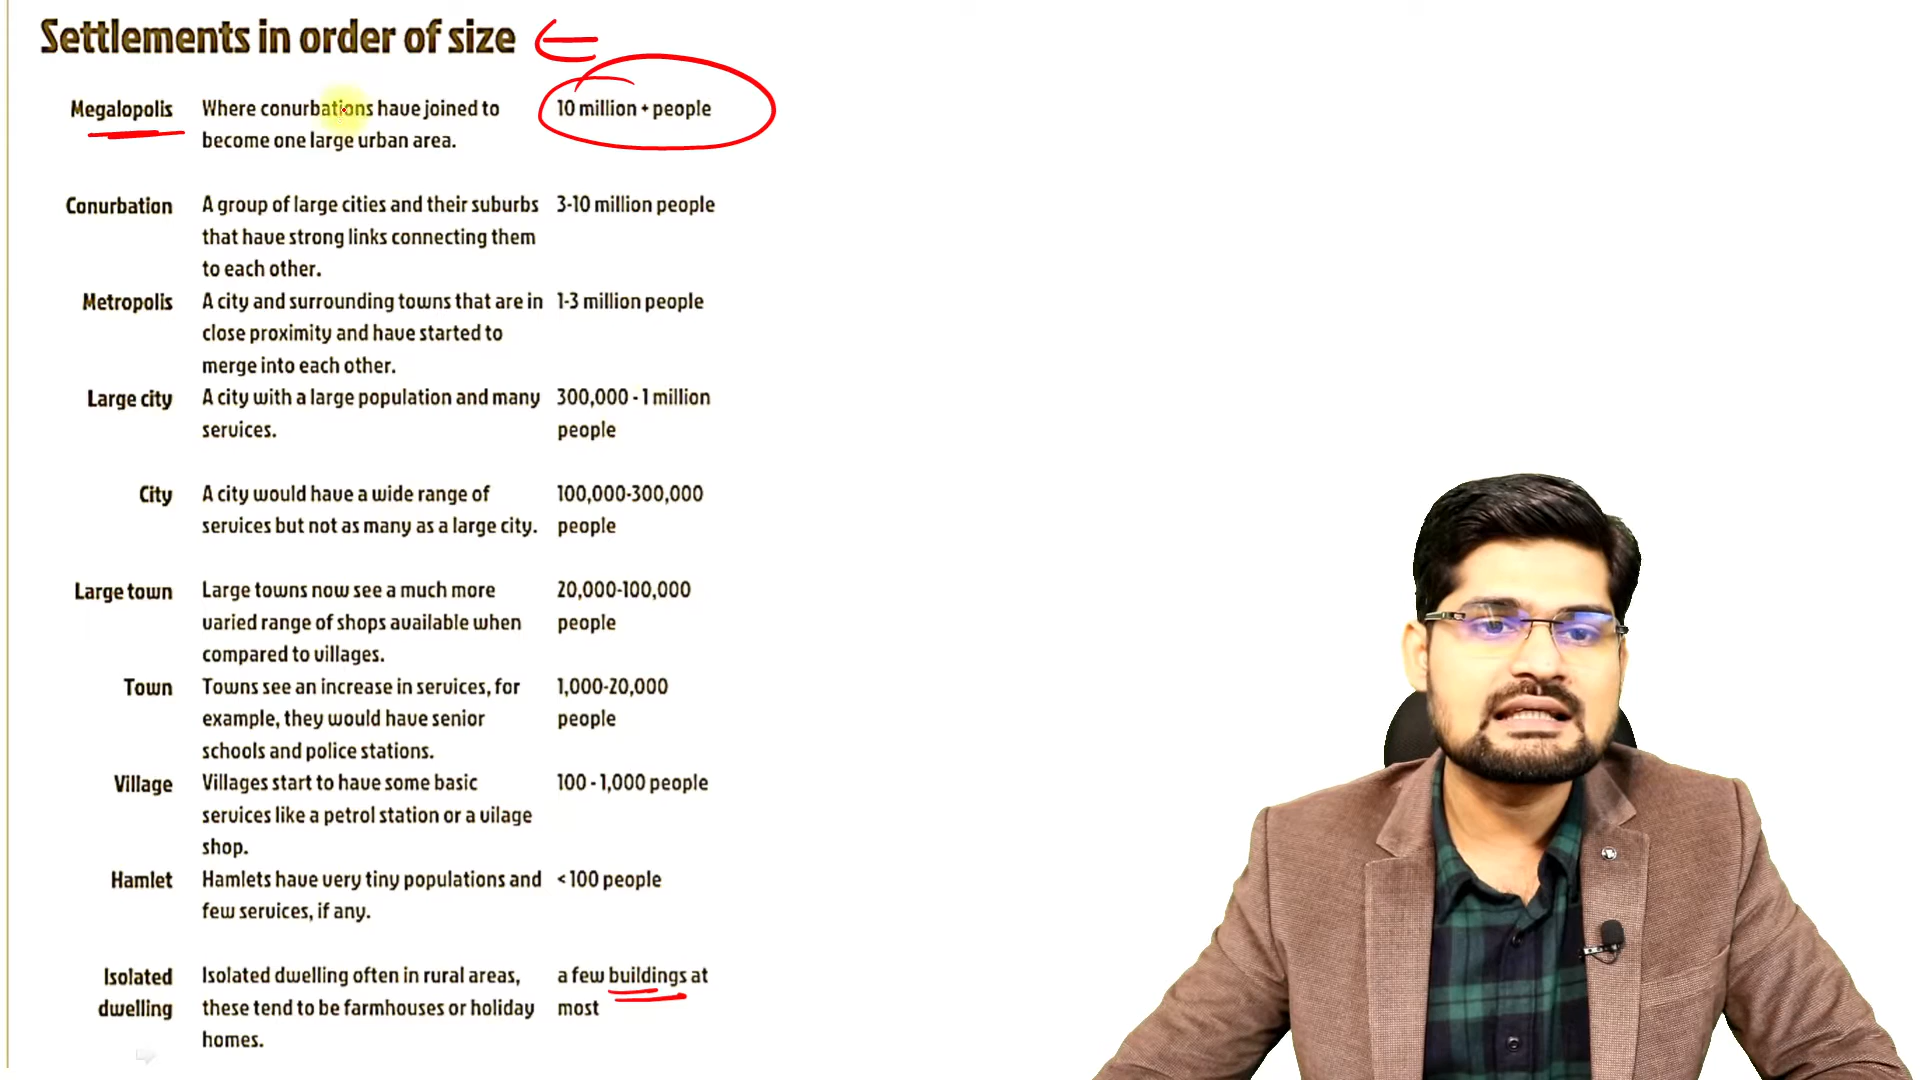 Settlements in order of size
Megalopolis Where conurbations have joined to 10 million + people
become one large urban area.
Conurbation A group of large cities and their suburbs 3-10 million people
that have strong links connecting them
to each other.
Metropolis A city and surrounding towns that are in 1-3 million people
close proximity and have started to
merge into each other.
Large city A city with a large population and many 300,000 - 1 million
services. people
City A city would have a wide range of 100,000-300,000
services but not as many as a large city. people
Large town Large towns now see a much more 20,000-100,000
varied range of shops available when people
compared to villages.
Town Towns see an increase in services, for 1,000-20,000
example, they would have senior people
schools and police stations.
Village Villages start to have some basic 100 - 1,000 people
services like a petrol station or a vilage
shop.
Hamlet Hamlets have very tiny populations and < 100 people
few services, if any.
Isolated Isolated dwelling often in rural areas, a few buildings at
dwelling these tend to be farmhouses or holiday most
homes.